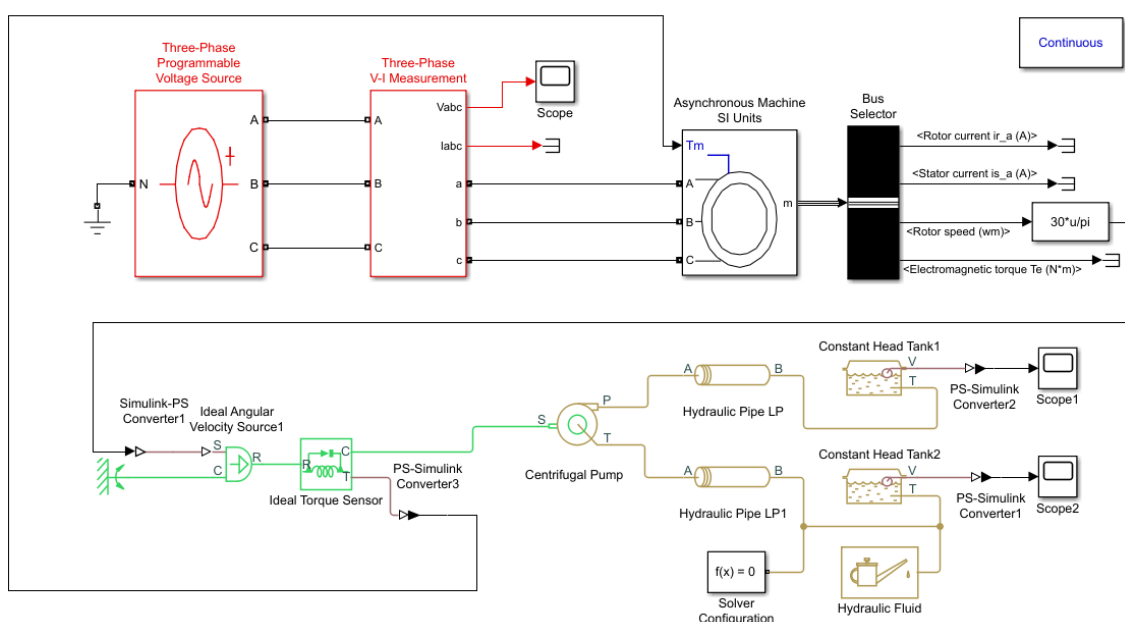 Continuous
Three-Phase
Programmable
Voltage Source
N
A
B
C
Three-Phase
V-I Measurement
A
B
C
Vabc
Iabc
a
b
c
Scope
Asynchronous Machine
SI Units
Tm
A
B
C
m
Bus
Selector
<Rotor current ir_a (A)>
<Stator current is_a (A)>
<Rotor speed (wm)>
<Electromagnetic torque Te (N*m)>
30*u/pi
Simulink-PS
Converter1
Ideal Angular
Velocity Source1
S
C
R
R
C
T
Ideal Torque Sensor
PS-Simulink
Converter3
S
P
T
Centrifugal Pump
A
B
Hydraulic Pipe LP
A
B
Hydraulic Pipe LP1
Constant Head Tank1
V
T
PS-Simulink
Converter2
Scope1
Constant Head Tank2
V
T
PS-Simulink
Converter1
Scope2
f(x) = 0
Solver
Configuration
Hydraulic Fluid